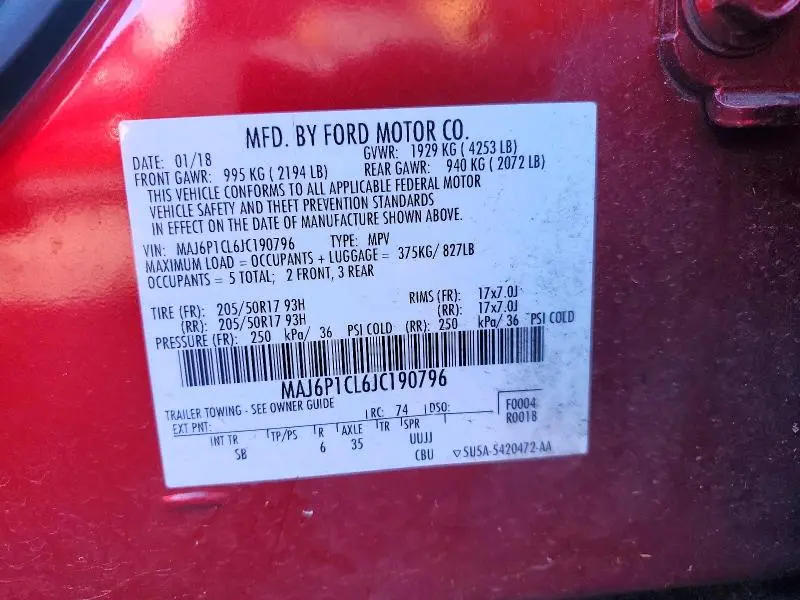 MFD. BY FORD MOTOR CO.
DATE: 01/18 GVWR: 1929 KG ( 4253 LB)
FRONT GAWR: 995 KG ( 2194 LB) REAR GAWR: 940 KG ( 2072 LB)
THIS VEHICLE CONFORMS TO ALL APPLICABLE FEDERAL MOTOR
VEHICLE SAFETY AND THEFT PREVENTION STANDARDS
IN EFFECT ON THE DATE OF MANUFACTURE SHOWN ABOVE.
VIN: MAJ6P1CL6JC190796 TYPE: MPV
MAXIMUM LOAD = OCCUPANTS + LUGGAGE = 375KG/ 827LB
OCCUPANTS = 5 TOTAL; 2 FRONT, 3 REAR
TIRE (FR): 205/50R17 93H RIMS (FR): 17x7.0J
(RR): 205/50R17 93H (RR): 17x7.0J
PRESSURE (FR): 250 kPa/ 36 PSI COLD (RR): 250 kPa/ 36 PSI COLD
MAJ6P1CL6JC190796
TRAILER TOWING - SEE OWNER GUIDE
EXT PNT: RC: 74 DSO: F0004
R0018
INT TR TP/PS R AXLE TR SPR
SB 6 35 UUJJ
CBU SU5A-S420472-AA